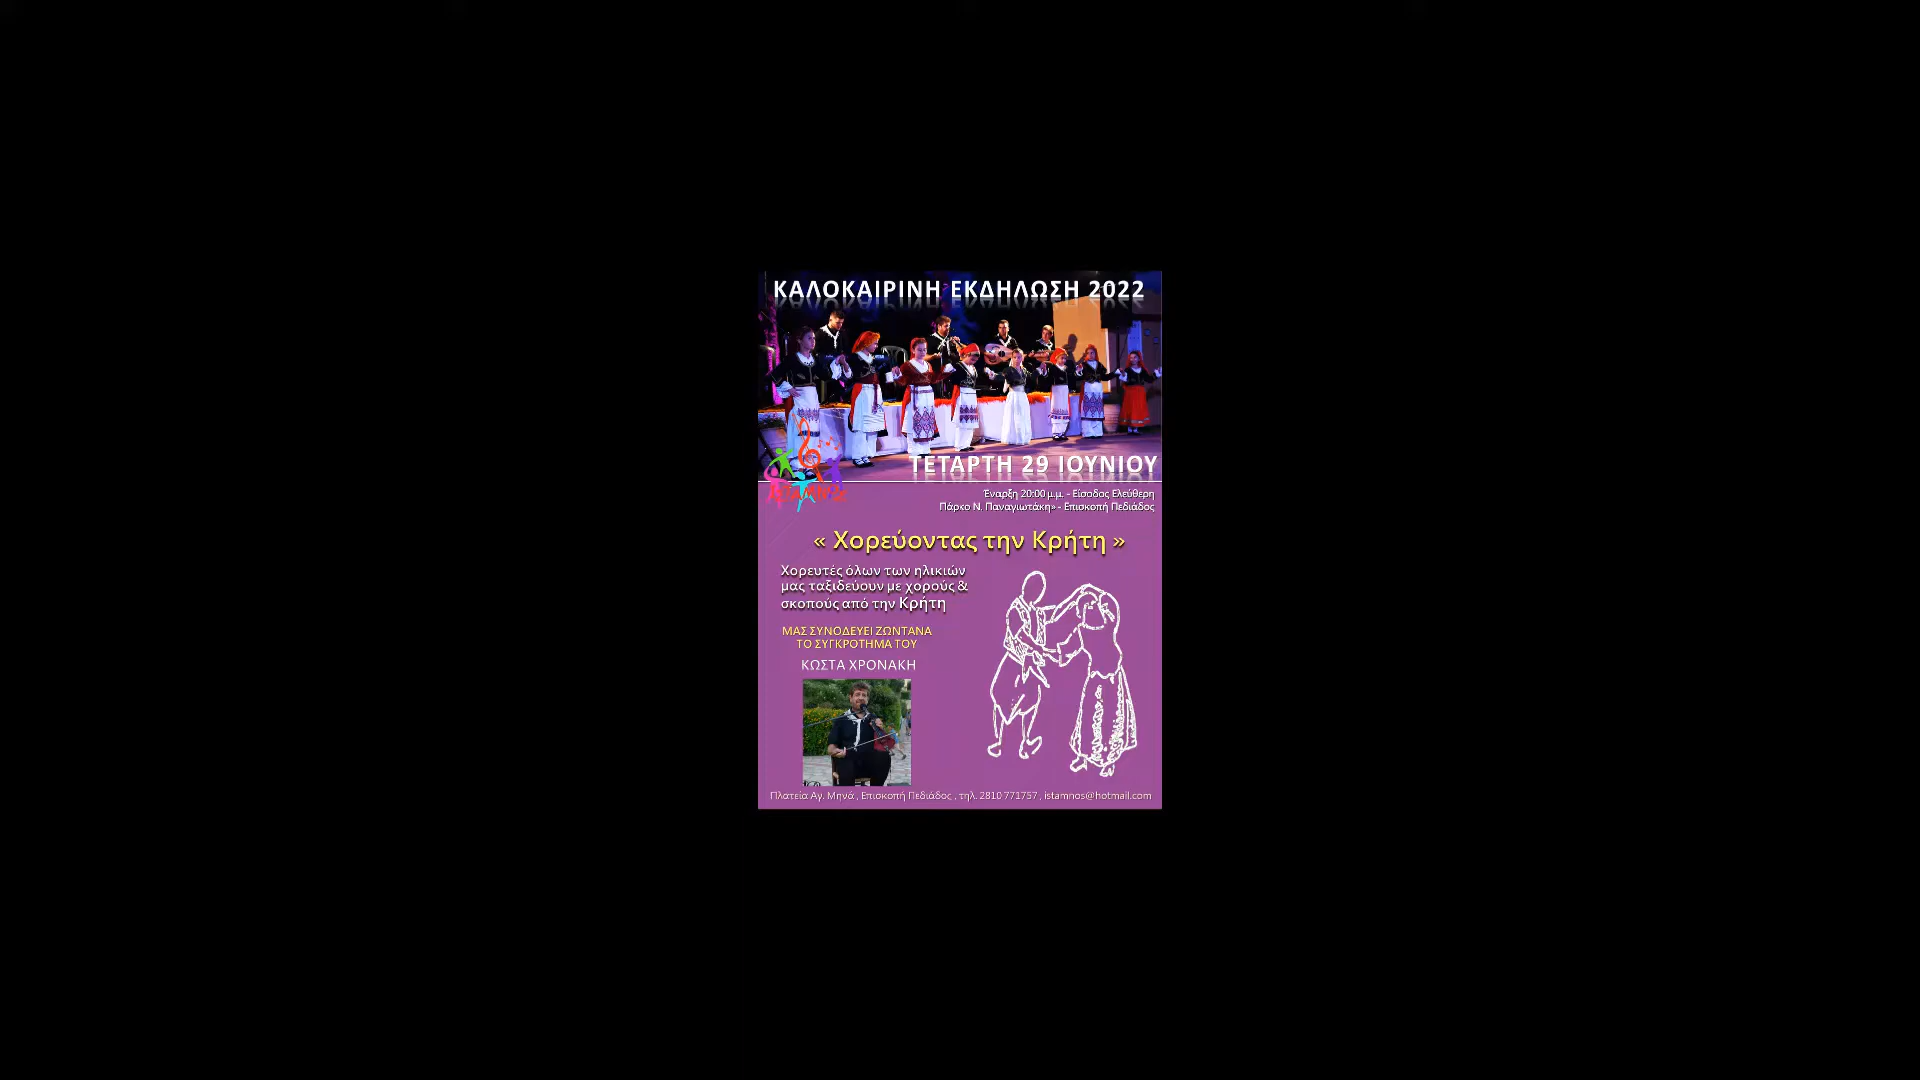 ΚΑΛΟΚΑΙΡΙΝΗ ΕΚΔΗΛΩΣΗ 2022
ΤΕΤΑΡΤΗ 29 ΙΟΥΝΙΟΥ
ΙΣΤΑΜΝΟΣ
Έναρξη 20:00 μ.μ. - Είσοδος Ελεύθερη
Πάρκο Ν. Παναγιωτάκη» - Επισκοπή Πεδιάδος
« Χορεύοντας την Κρήτη »
Χορευτές όλων των ηλικιών
μας ταξιδεύουν με χορούς &
σκοπούς από την Κρήτη
ΜΑΣ ΣΥΝΟΔΕΥΕΙ ΖΩΝΤΑΝΑ
ΤΟ ΣΥΓΚΡΟΤΗΜΑ ΤΟΥ
ΚΩΣΤΑ ΧΡΟΝΑΚΗ
Πλατεία Αγ. Μηνά , Επισκοπή Πεδιάδος , τηλ. 2810 771757 , istamnos@hotmail.com